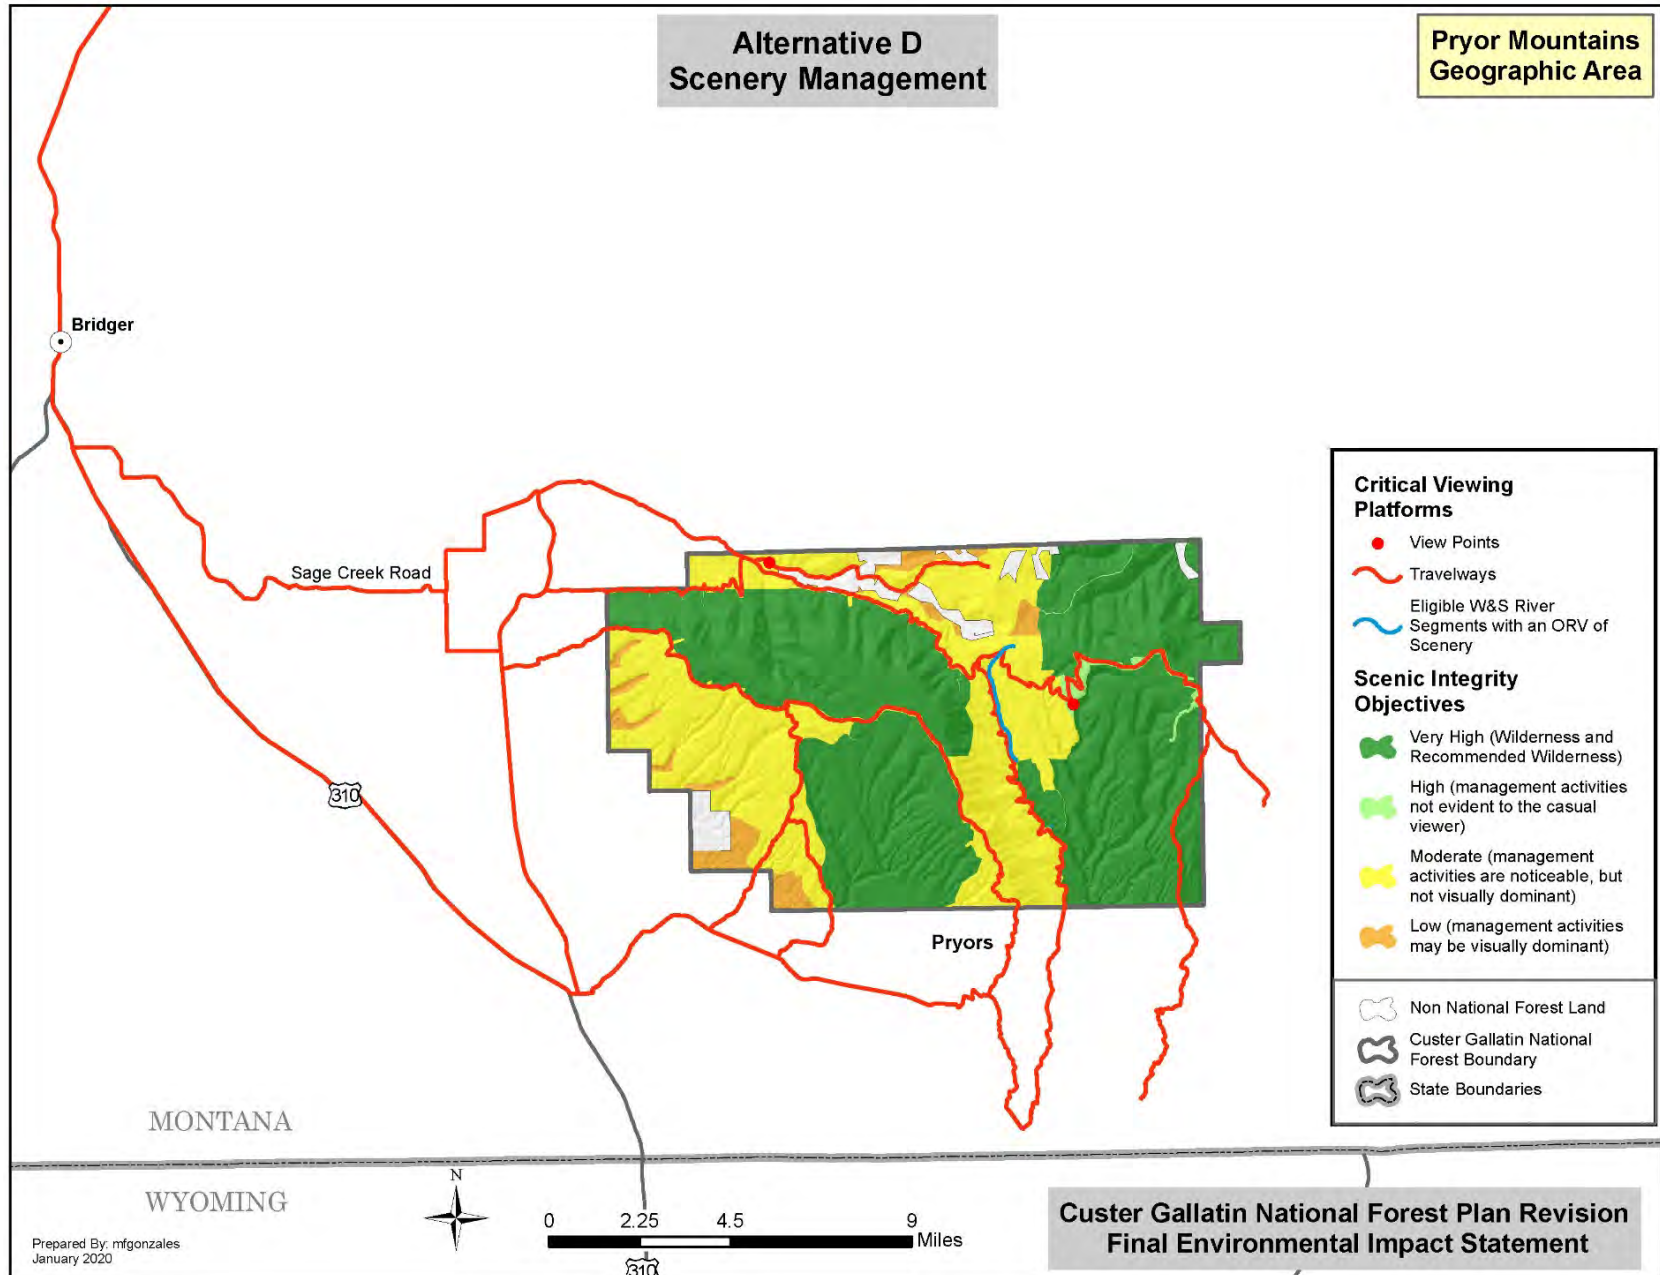 Alternative D
Scenery Management
Pryor Mountains
Geographic Area
Bridger
Sage Creek Road
310
Pryors
Critical Viewing
Platforms
View Points
Travelways
Eligible W&S River
Segments with an ORV of
Scenery
Scenic Integrity
Objectives
Very High (Wilderness and
Recommended Wilderness)
High (management activities
not evident to the casual
viewer)
Moderate (management
activities are noticeable, but
not visually dominant)
Low (management activities
may be visually dominant)
Non National Forest Land
Custer Gallatin National
Forest Boundary
State Boundaries
MONTANA
WYOMING
N
0 2.25 4.5 9
Miles
310
Prepared By: mfgonzales
January 2020
Custer Gallatin National Forest Plan Revision
Final Environmental Impact Statement